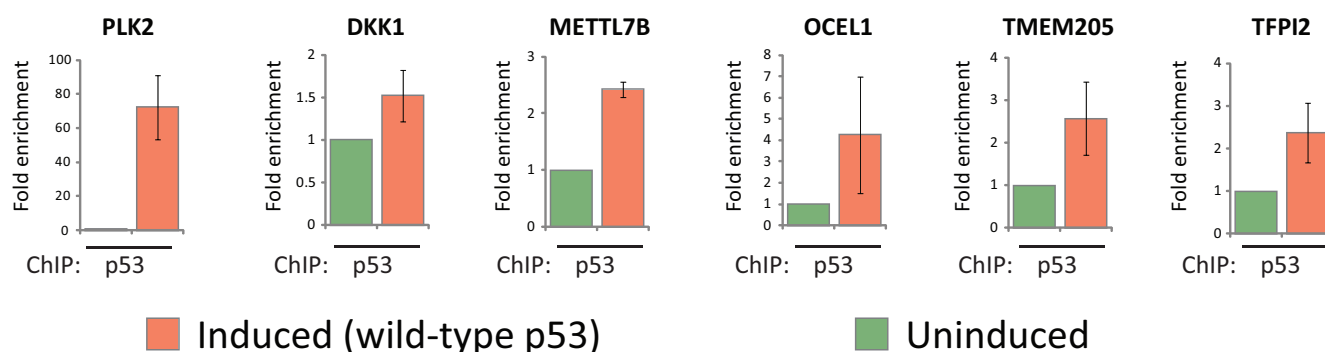 PLK2 DKK1 METTL7B OCEL1 TMEM205 TFPI2
Fold enrichment
100
80
60
40
20
0
ChIP: p53
Fold enrichment
2
1.5
1
0.5
0
ChIP: p53
Fold enrichment
3
2
1
0
ChIP: p53
Fold enrichment
8
7
6
5
4
3
2
1
0
ChIP: p53
Fold enrichment
4
3
2
1
0
ChIP: p53
Fold enrichment
4
3
2
1
0
ChIP: p53
Induced (wild-type p53) Uninduced